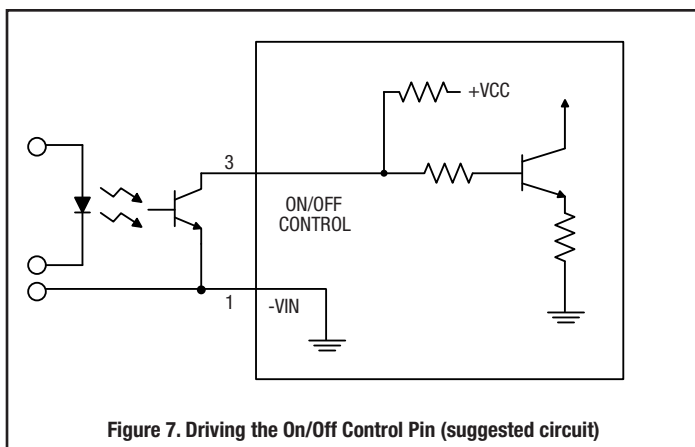 +VCC
3
ON/OFF
CONTROL
1
-VIN
Figure 7. Driving the On/Off Control Pin (suggested circuit)